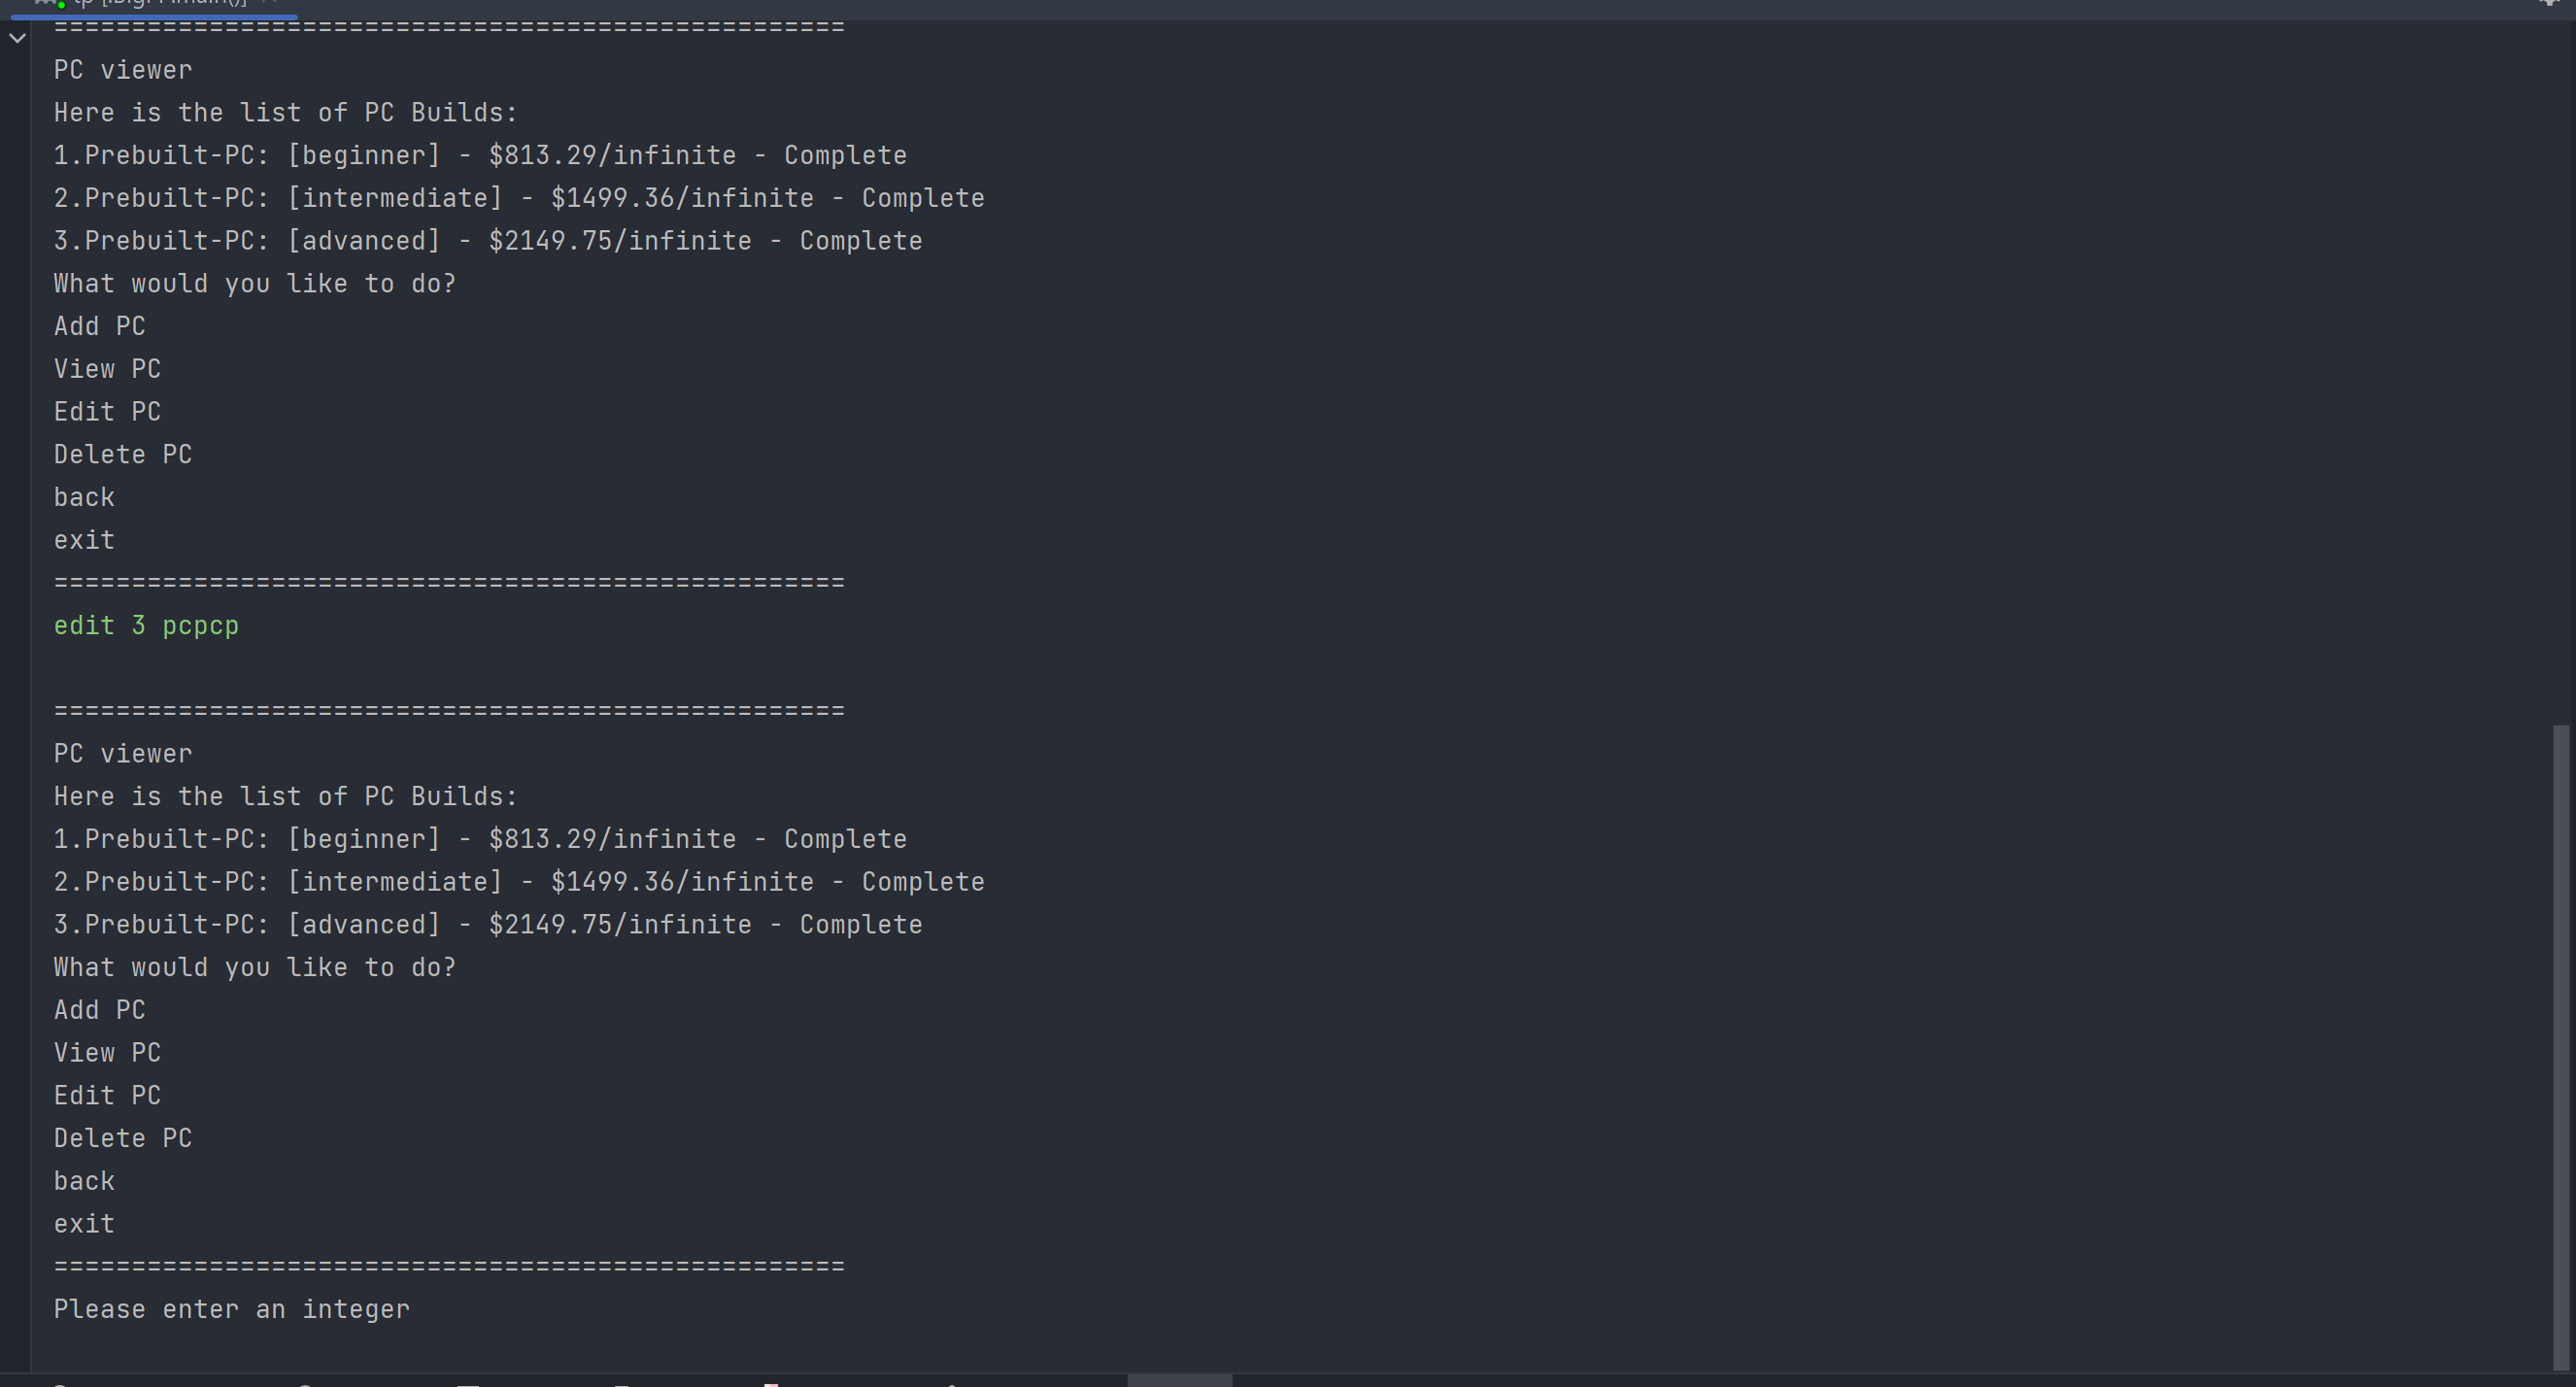 ==================================================
PC viewer
Here is the list of PC Builds:
1.Prebuilt-PC: [beginner] - $813.29/infinite - Complete
2.Prebuilt-PC: [intermediate] - $1499.36/infinite - Complete
3.Prebuilt-PC: [advanced] - $2149.75/infinite - Complete
What would you like to do?
Add PC
View PC
Edit PC
Delete PC
back
exit
===================================================
edit 3 pcpcp
===================================================
PC viewer
Here is the list of PC Builds:
1.Prebuilt-PC: [beginner] - $813.29/infinite - Complete
2.Prebuilt-PC: [intermediate] - $1499.36/infinite - Complete
3.Prebuilt-PC: [advanced] - $2149.75/infinite - Complete
What would you like to do?
Add PC
View PC
Edit PC
Delete PC
back
exit
===================================================
Please enter an integer